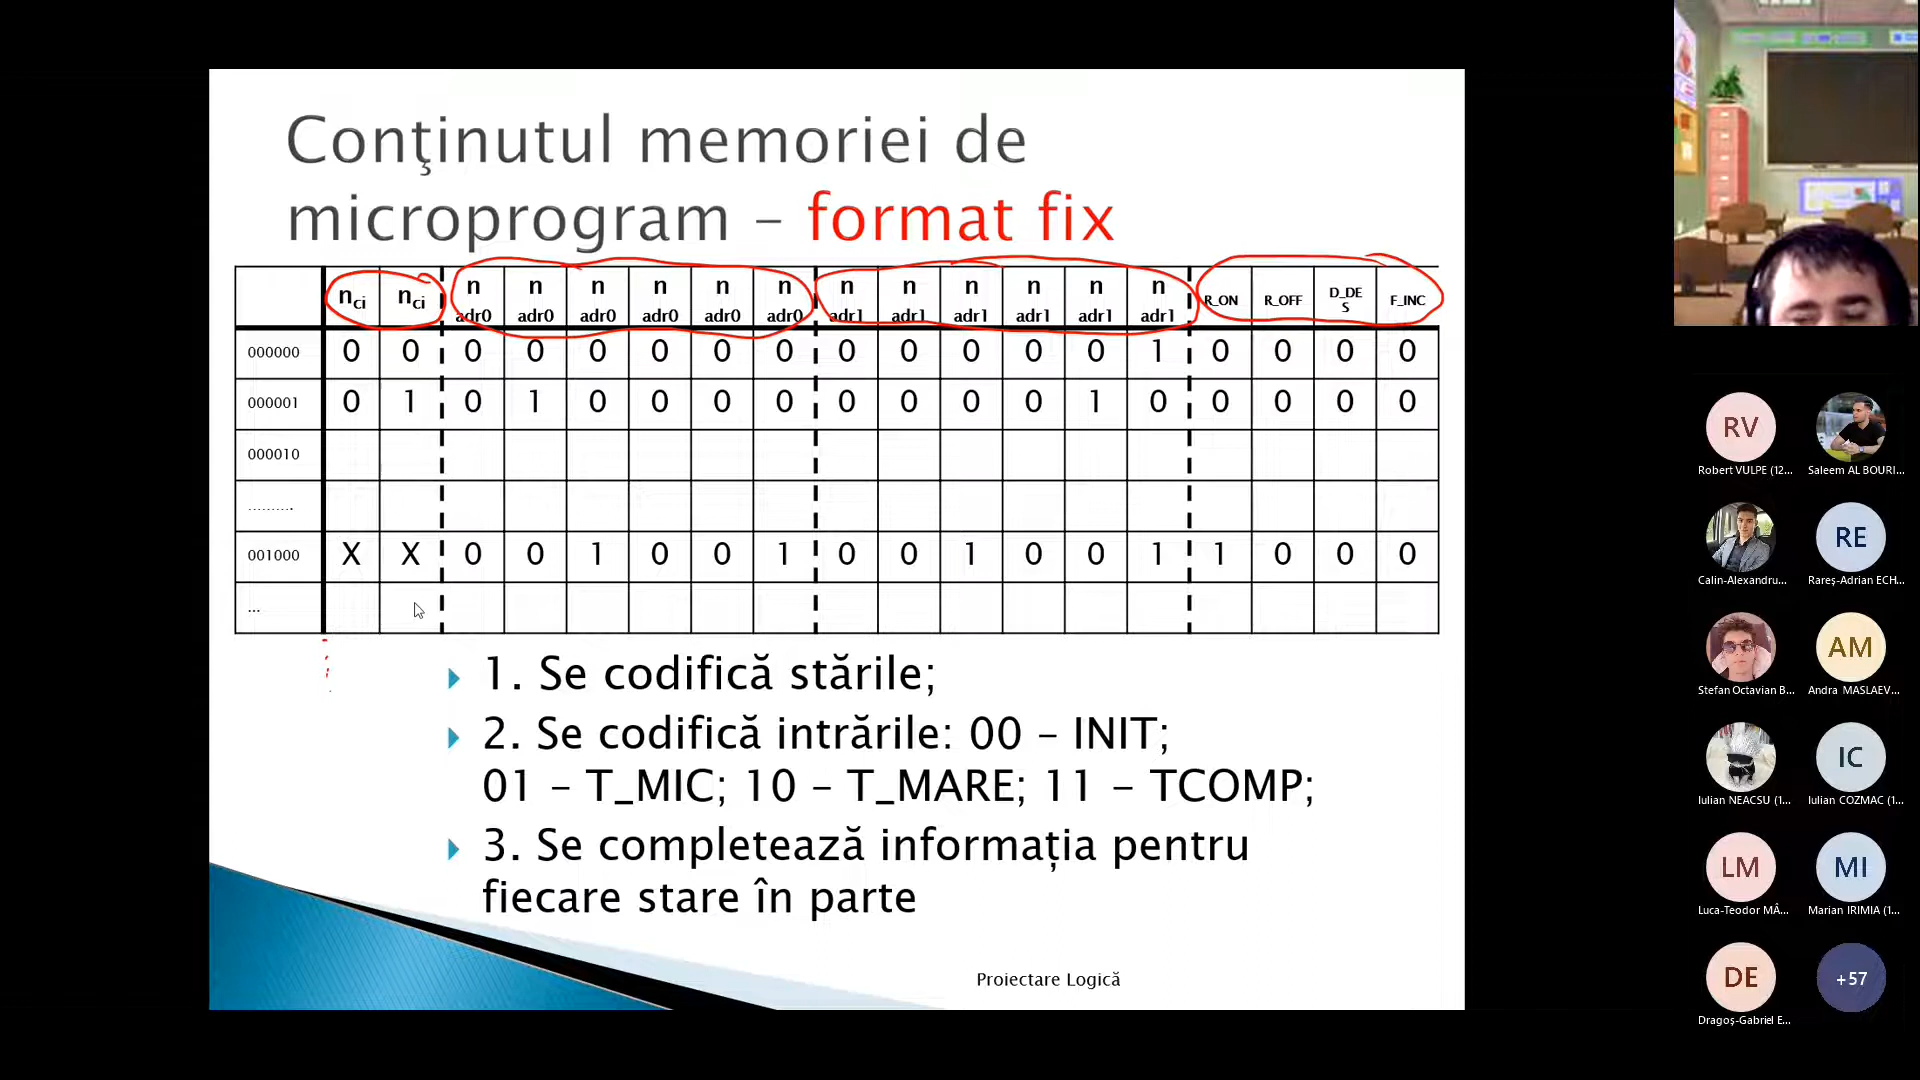 Conţinutul memoriei de
microprogram – format fix
nci nci n adr0 n adr0 n adr0 n adr0 n adr0 n adr0 n adr1 n adr1 n adr1 n adr1 n adr1 n adr1 R_ON R_OFF D_DES F_INC
000000 0 0 0 0 0 0 0 0 0 0 0 0 0 1 0 0 0 0
000001 0 1 0 1 0 0 0 0 0 0 0 0 1 0 0 0 0 0
000010
..........
001000 X X 0 0 1 0 0 1 0 0 1 0 0 1 1 0 0 0
...
1. Se codifică stările;
2. Se codifică intrările: 00 – INIT;
01 – T_MIC; 10 – T_MARE; 11 – TCOMP;
3. Se completează informația pentru
fiecare stare în parte
Proiectare Logică
RV
Robert VULPE (12...
Saleem AL BOURI...
Calin-Alexandru...
RE
Rareș-Adrian ECH...
Stefan Octavian B...
AM
Andra MASLAEV...
Iulian NEACSU (1...
IC
Iulian COZMAC (1...
LM
Luca-Teodor MÂ...
MI
Marian IRIMIA (1...
DE
Dragoș-Gabriel E...
+57